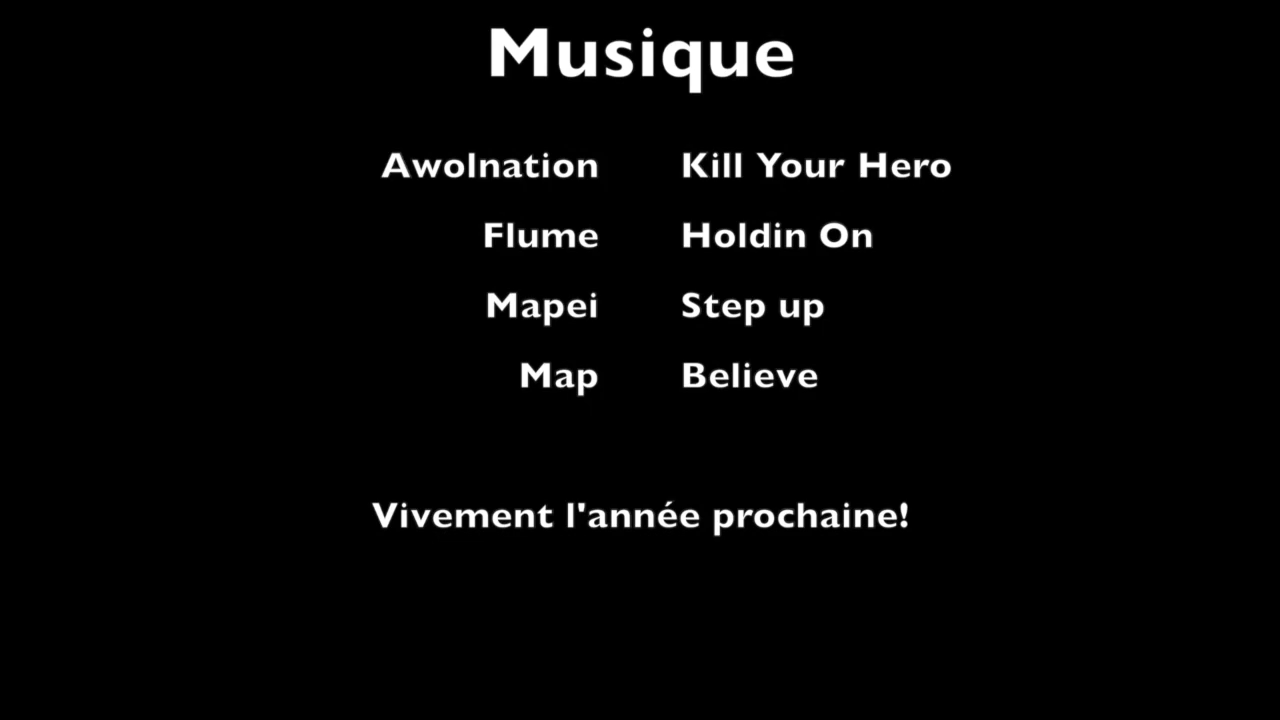 Musique
Awolnation Kill Your Hero
Flume Holdin On
Mapei Step up
Map Believe
Vivement l'année prochaine!